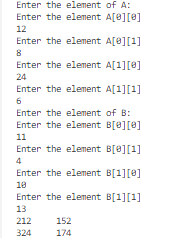 Enter the element of A:
Enter the element A[0][0]
12
Enter the element A[0][1]
8
Enter the element A[1][0]
24
Enter the element A[1][1]
6
Enter the element of B:
Enter the element B[0][0]
11
Enter the element B[0][1]
4
Enter the element B[1][0]
10
Enter the element B[1][1]
13
212 152
324 174